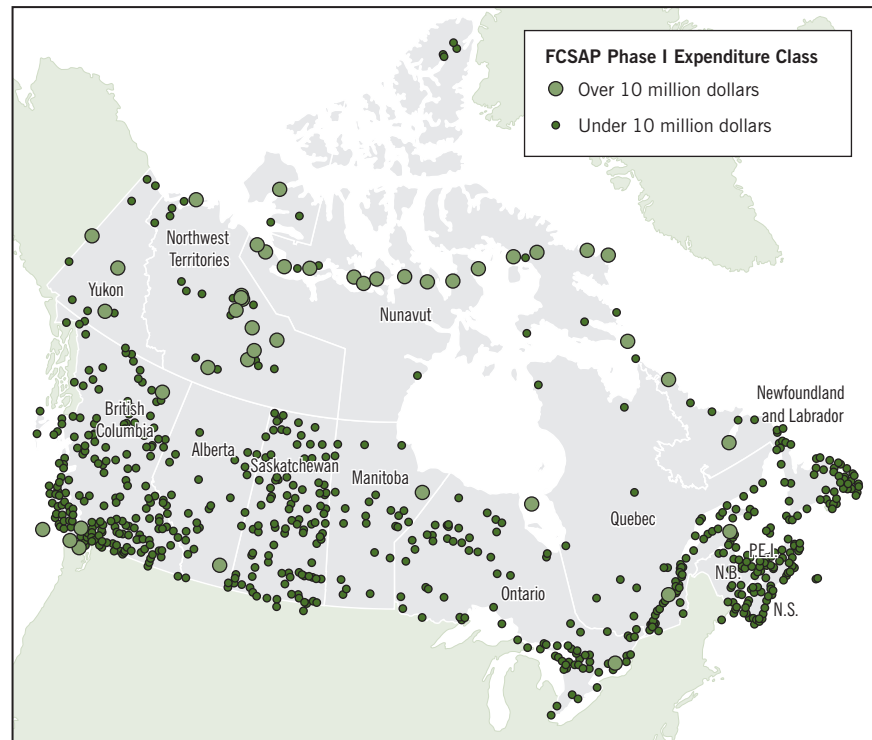 FCSAP Phase I Expenditure Class
Over 10 million dollars
Under 10 million dollars
Northwest
Territories
Yukon
Nunavut
British
Columbia
Alberta
Saskatchewan
Manitoba
Newfoundland
and Labrador
Quebec
Ontario
P.E.I.
N.B.
N.S.